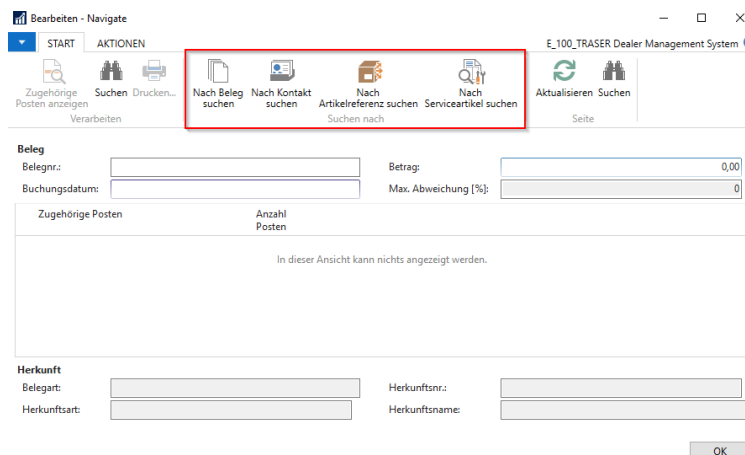 Bearbeiten - Navigate
START AKTIONEN E_100_TRASER Dealer Management System
Zugehörige Posten anzeigen
Suchen
Drucken...
Nach Beleg suchen
Nach Kontakt suchen
Nach Artikelreferenz suchen
Nach Serviceartikel suchen
Aktualisieren
Suchen
Verarbeiten
Suchen nach
Seite
Beleg
Belegnr.: Betrag: 0,00
Buchungsdatum: Max. Abweichung [%]: 0
Zugehörige Posten Anzahl Posten
In dieser Ansicht kann nichts angezeigt werden.
Herkunft
Belegart: Herkunftsnr.:
Herkunftsart: Herkunftsname:
OK